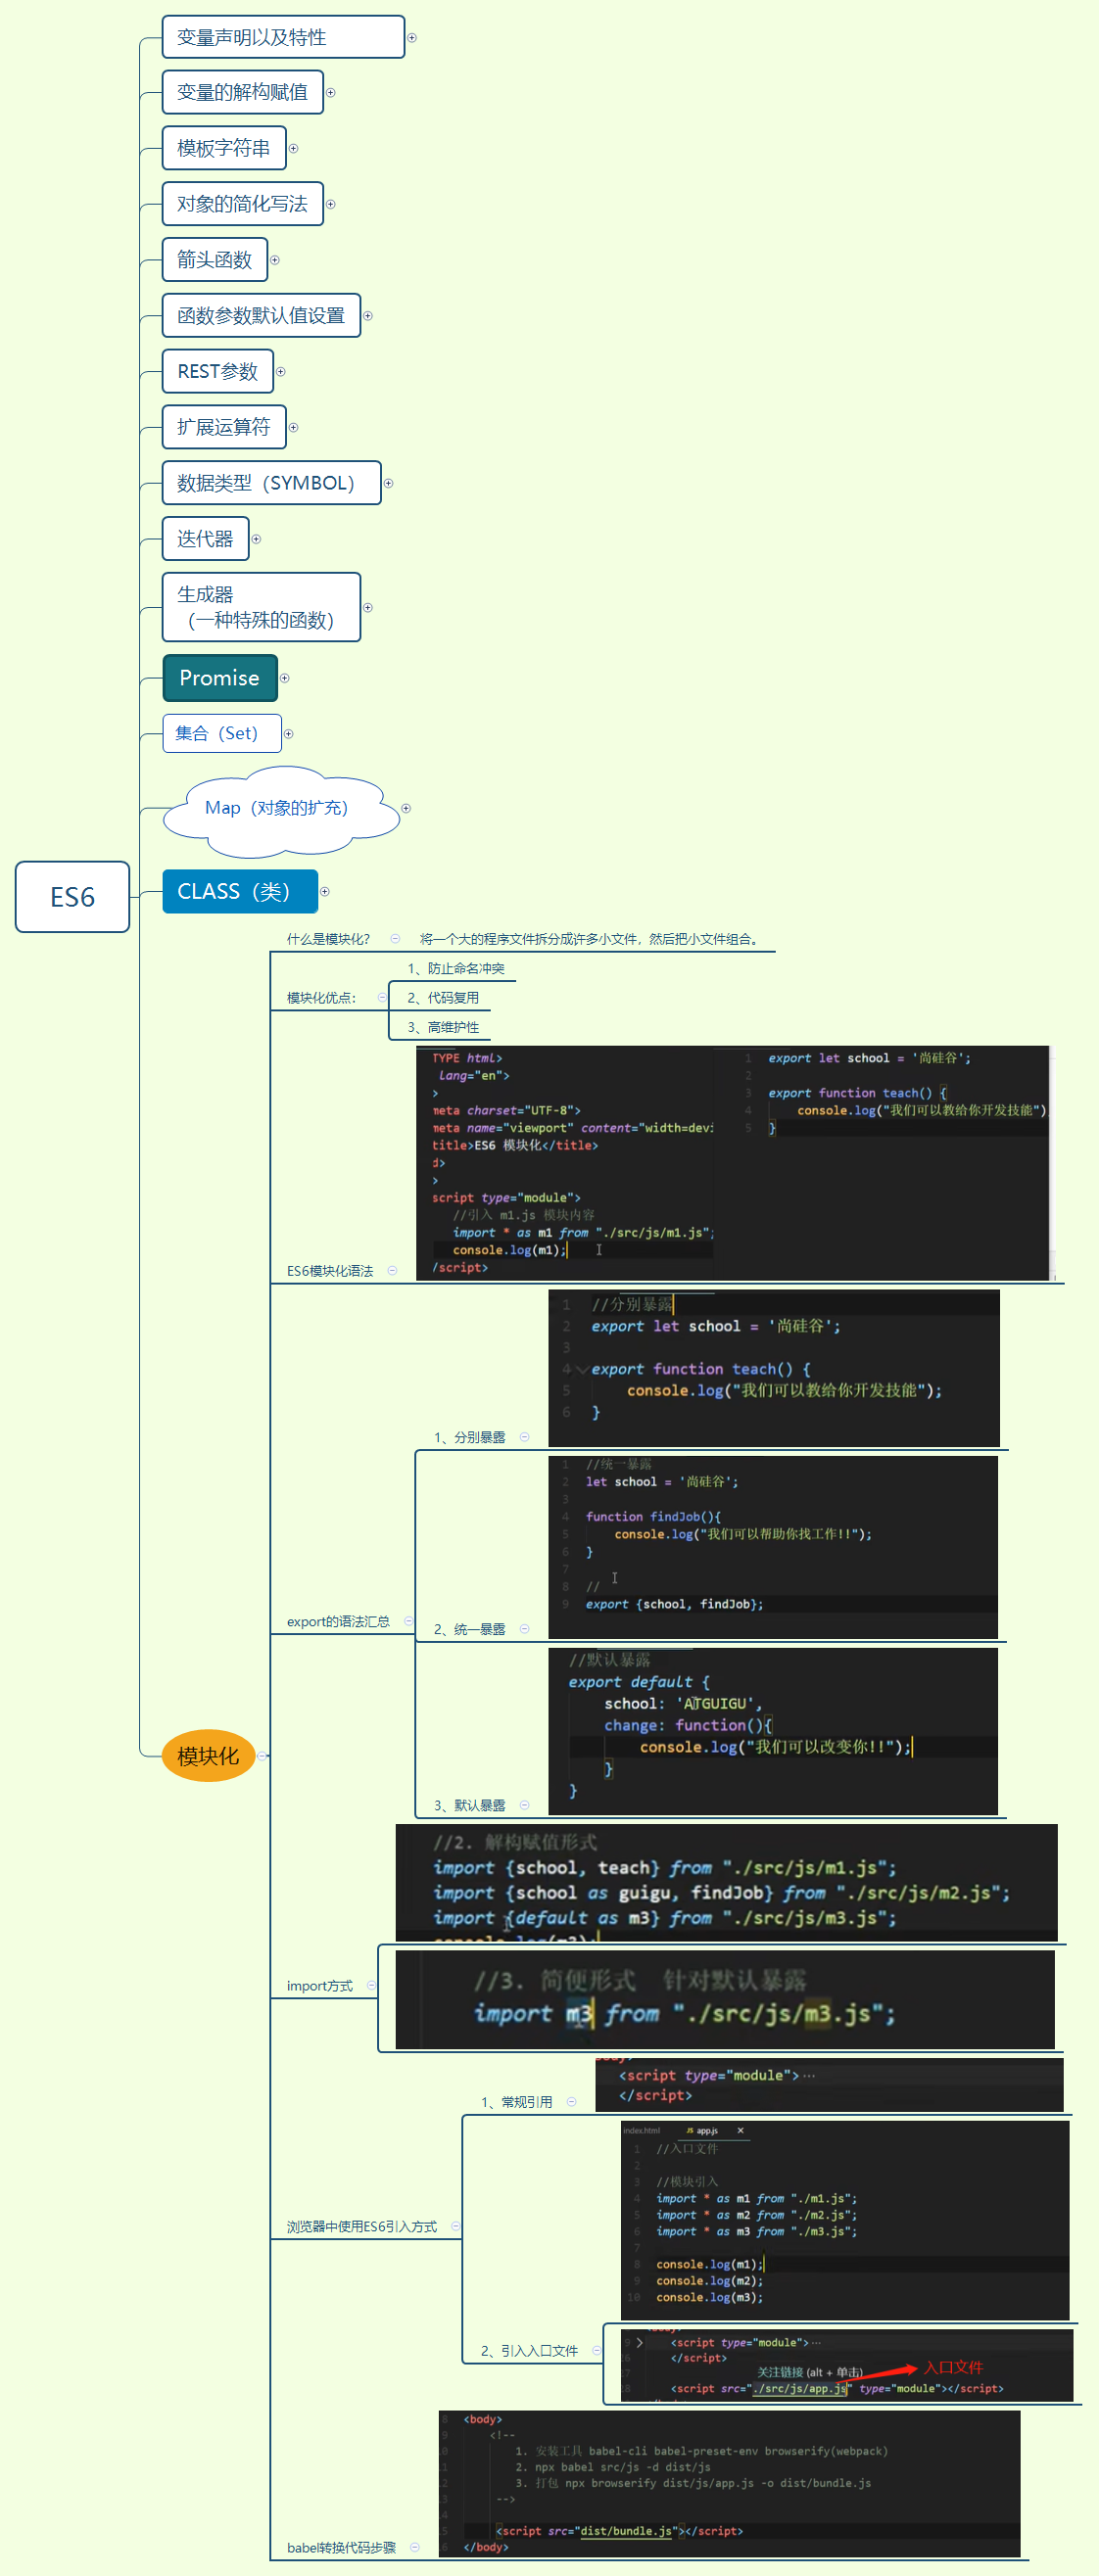 变量声明以及特性
变量的解构赋值
模板字符串
对象的简化写法
箭头函数
函数参数默认值设置
REST参数
扩展运算符
数据类型（SYMBOL）
迭代器
生成器
（一种特殊的函数）
Promise
集合（Set）
Map（对象的扩充）
ES6
CLASS（类）
什么是模块化？
将一个大的程序文件拆分成许多小文件，然后把小文件组合。
模块化优点：
1、防止命名冲突
2、代码复用
3、高维护性
TYPE html>
lang="en">
>
meta charset="UTF-8">
meta name="viewport" content="width=devi
title>ES6 模块化</title>
d>
>
script type="module">
//引入 m1.js 模块内容
import * as m1 from "./src/js/m1.js";
console.log(m1);
/script>
1 export let school = '尚硅谷';
2
3 export function teach() {
4 console.log("我们可以教给你开发技能")
5 }
ES6模块化语法
export的语法汇总
1、分别暴露
1 //分别暴露
2 export let school = '尚硅谷';
3
4 export function teach() {
5 console.log("我们可以教给你开发技能");
6 }
2、统一暴露
1 //统一暴露
2 let school = '尚硅谷';
3
4 function findJob(){
5 console.log("我们可以帮助你找工作!!");
6 }
7
8 //
9 export {school, findJob};
3、默认暴露
//默认暴露
export default {
school: 'ATGUIGU',
change: function(){
console.log("我们可以改变你!!");
}
}
模块化
import方式
//2. 解构赋值形式
import {school, teach} from "./src/js/m1.js";
import {school as guigu, findJob} from "./src/js/m2.js";
import {default as m3} from "./src/js/m3.js";
console.log(m3);
//3. 简便形式 针对默认暴露
import m3 from "./src/js/m3.js";
浏览器中使用ES6引入方式
1、常规引用
body>
<script type="module">···
</script>
2、引入入口文件
index.html
JS app.js ×
1 //入口文件
2
3 //模块引入
4 import * as m1 from "./m1.js";
5 import * as m2 from "./m2.js";
6 import * as m3 from "./m3.js";
7
8 console.log(m1);
9 console.log(m2);
10 console.log(m3);
<body>
9 <script type="module">···
26 </script>
27 关注链接 (alt + 单击)
入口文件
28 <script src="./src/js/app.js" type="module"></script>
babel转换代码步骤
8 <body>
9 <!--
10 1. 安装工具 babel-cli babel-preset-env browserify(webpack)
11 2. npx babel src/js -d dist/js
12 3. 打包 npx browserify dist/js/app.js -o dist/bundle.js
13 -->
14
15 <script src="dist/bundle.js"></script>
16 </body>